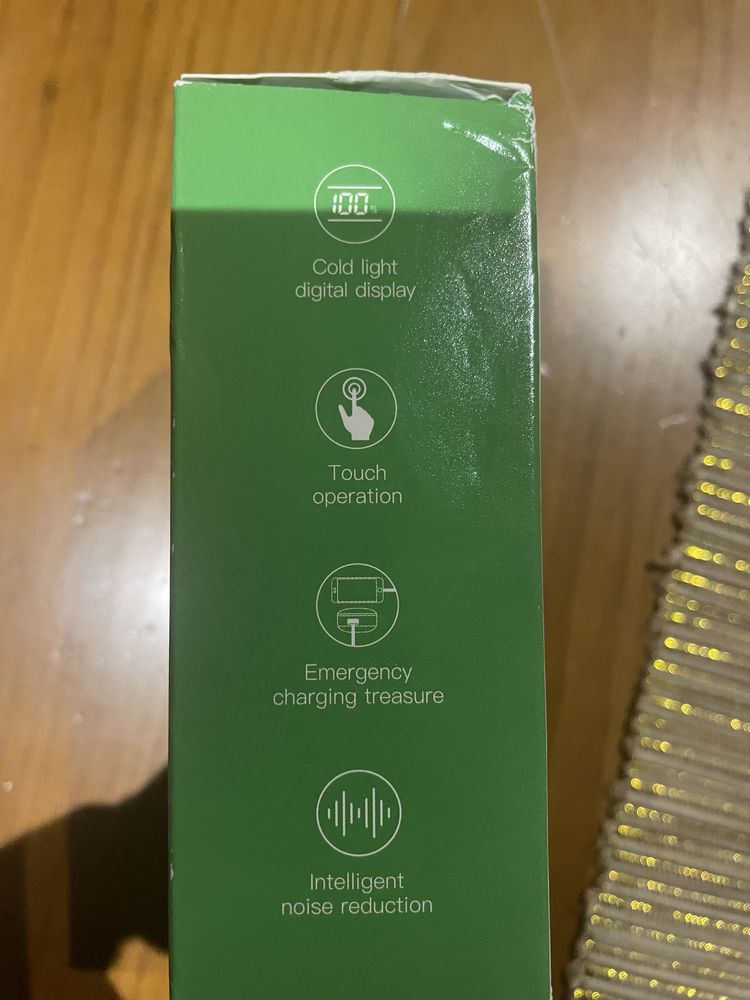 100%
Cold light
digital display
Touch
operation
Emergency
charging treasure
Intelligent
noise reduction